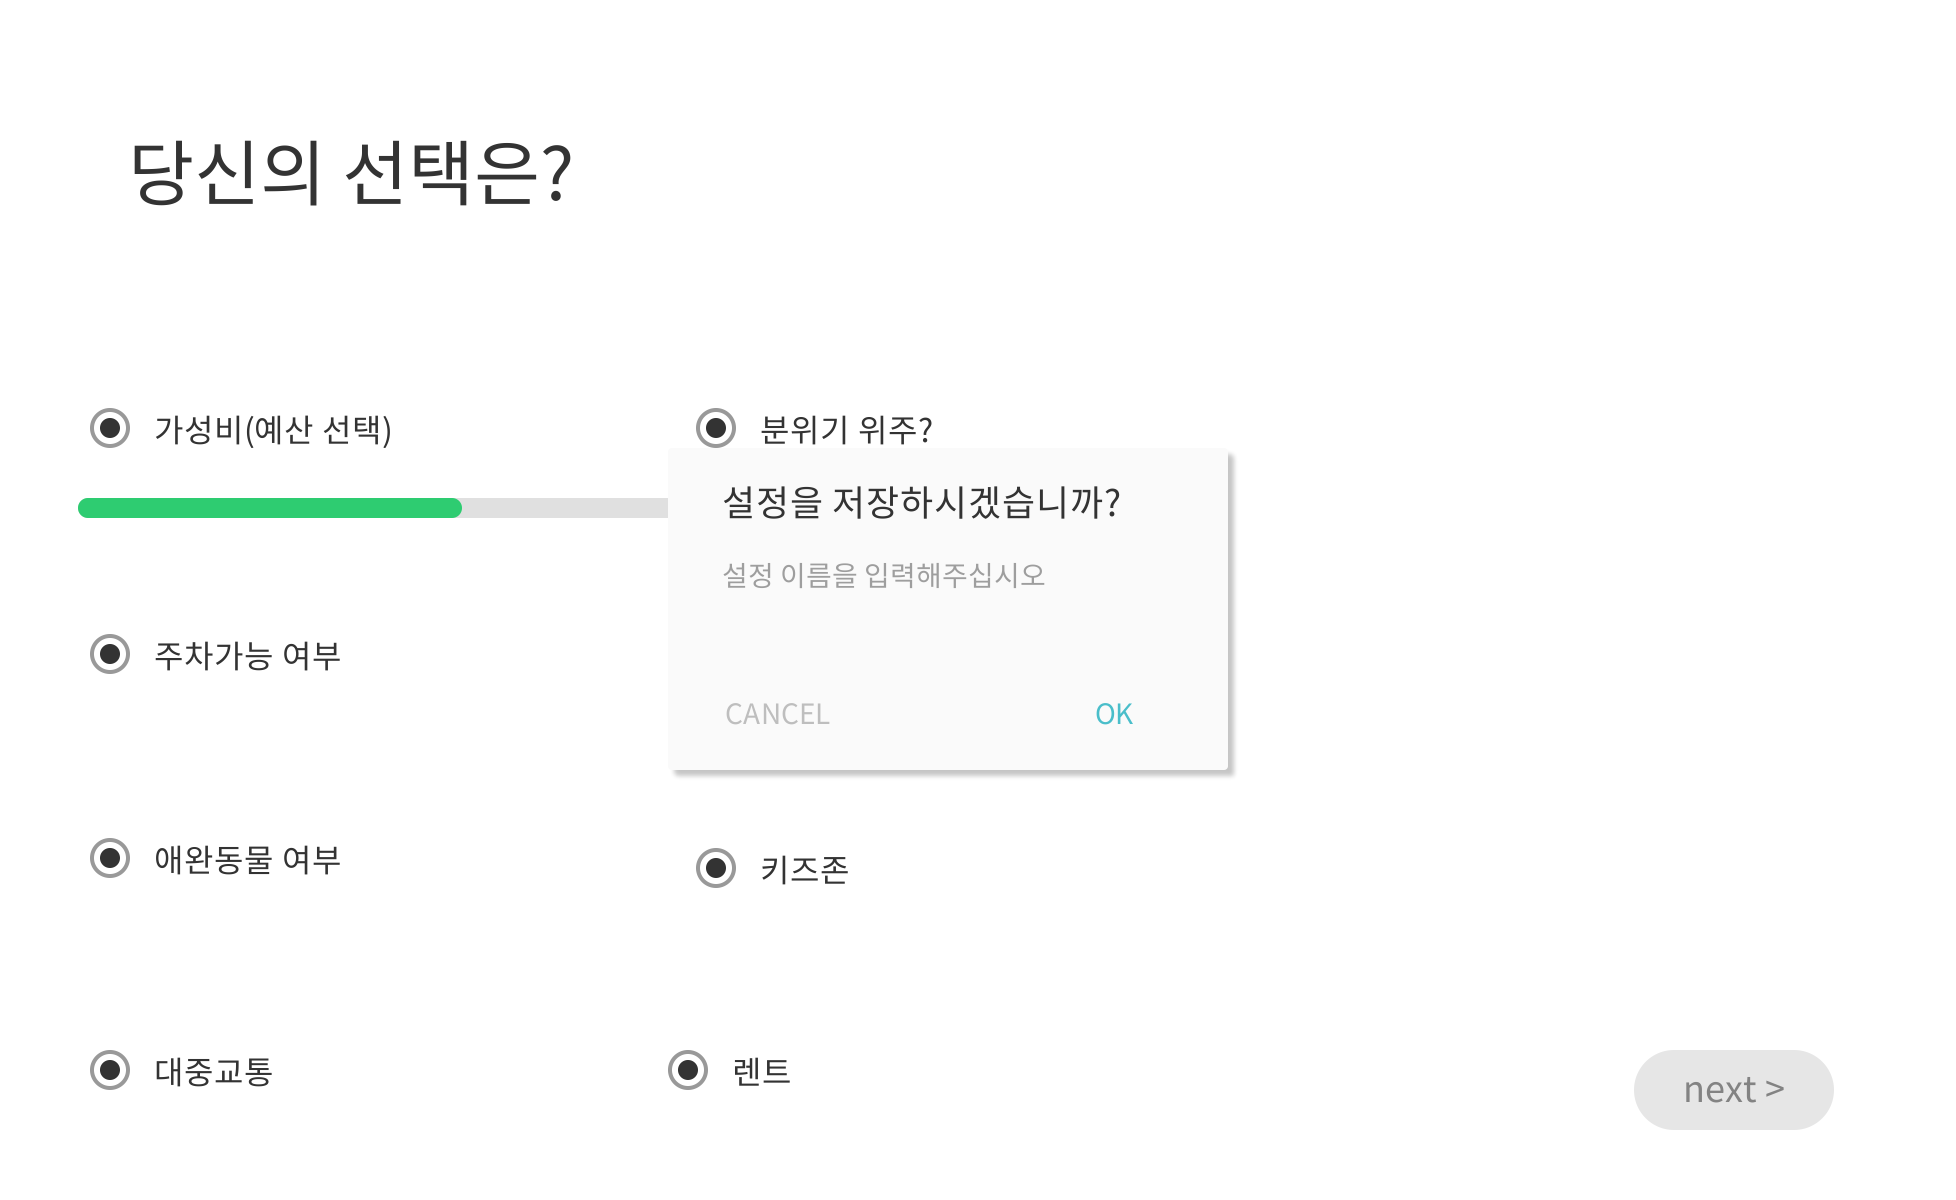 당신의 선택은?
가성비(예산 선택)
분위기 위주?
설정을 저장하시겠습니까?
설정 이름을 입력해주십시오
CANCEL
OK
주차가능 여부
애완동물 여부
키즈존
대중교통
렌트
next >